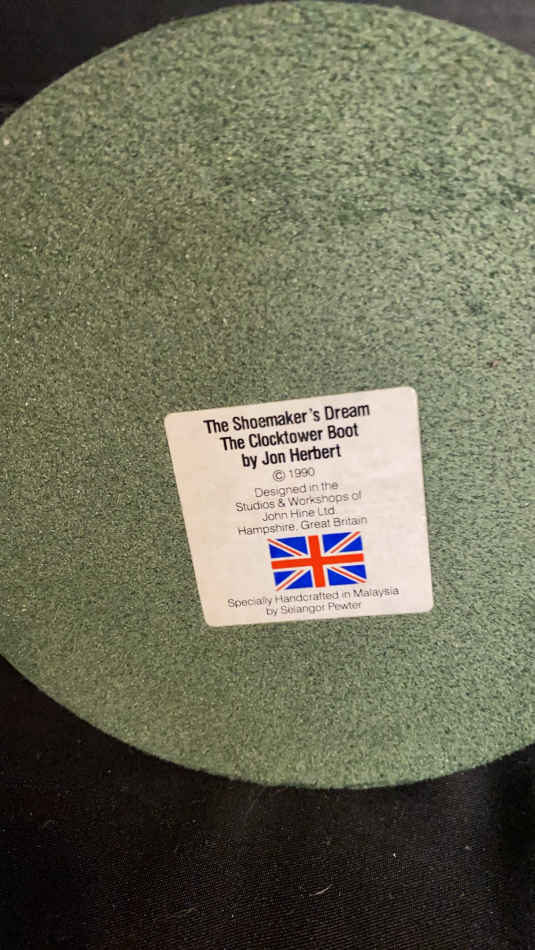 The Shoemaker's Dream
The Clocktower Boot
by Jon Herbert
© 1990
Designed in the
Studios & Workshops of
John Hine Ltd.
Hampshire, Great Britain
Specially Handcrafted in Malaysia
by Selangor Pewter